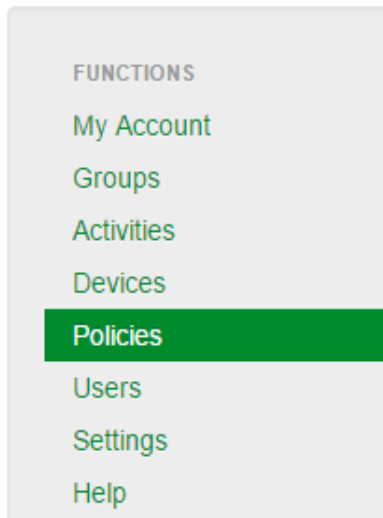 FUNCTIONS
My Account
Groups
Activities
Devices
Policies
Users
Settings
Help